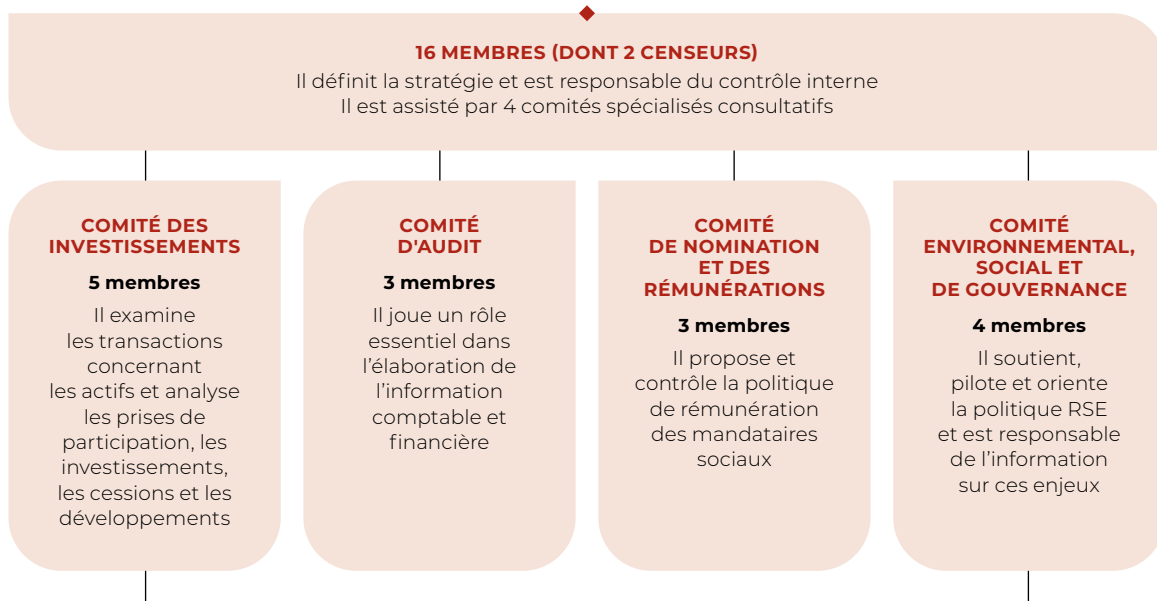 16 MEMBRES (DONT 2 CENSEURS)
Il définit la stratégie et est responsable du contrôle interne
Il est assisté par 4 comités spécialisés consultatifs
COMITÉ DES
INVESTISSEMENTS
5 membres
Il examine
les transactions
concernant
les actifs et analyse
les prises de
participation, les
investissements,
les cessions et les
développements
COMITÉ
D'AUDIT
3 membres
Il joue un rôle
essentiel dans
l’élaboration de
l’information
comptable et
financière
COMITÉ
DE NOMINATION
ET DES
RÉMUNÉRATIONS
3 membres
Il propose et
contrôle la politique
de rémunération
des mandataires
sociaux
COMITÉ
ENVIRONNEMENTAL,
SOCIAL ET
DE GOUVERNANCE
4 membres
Il soutient,
pilote et oriente
la politique RSE
et est responsable
de l’information
sur ces enjeux